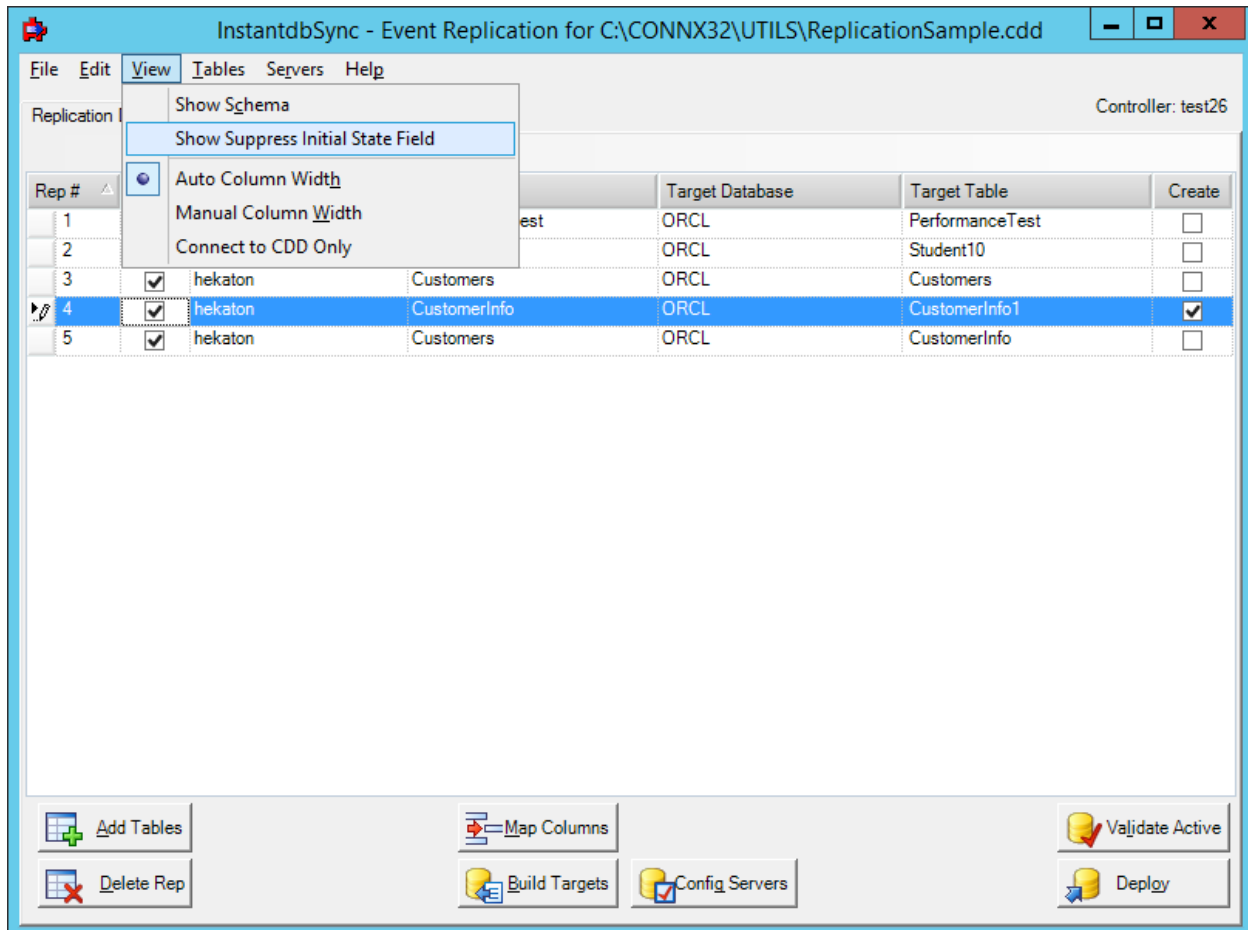 InstantdbSync - Event Replication for C:\CONNX32\UTILS\ReplicationSample.cdd
File Edit View Tables Servers Help
Replication
Controller: test26
Show Schema
Show Suppress Initial State Field
Auto Column Width
Manual Column Width
Connect to CDD Only
Rep # Target Database Target Table Create
1 est ORCL PerformanceTest
2 ORCL Student10
3 hekaton Customers ORCL Customers
4 hekaton CustomerInfo ORCL CustomerInfo1
5 hekaton Customers ORCL CustomerInfo
Add Tables Map Columns Validate Active
Delete Rep Build Targets Config Servers Deploy